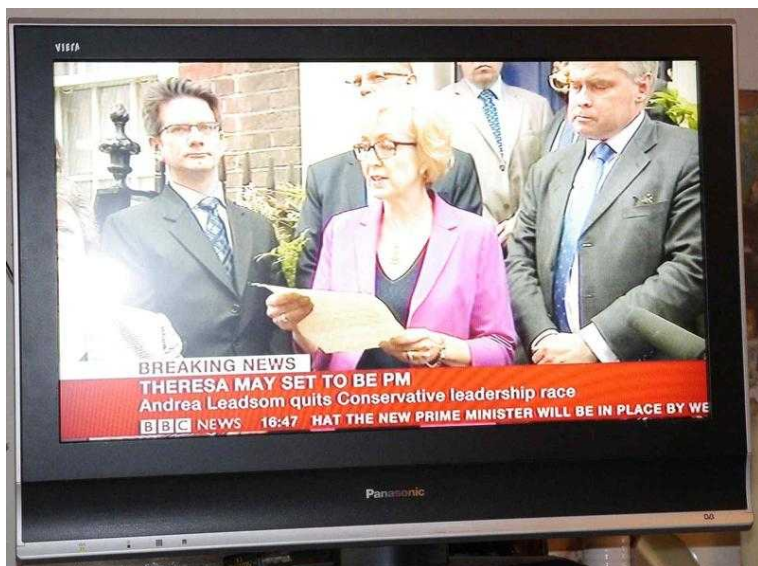 VIERA
BREAKING NEWS
THERESA MAY SET TO BE PM
Andrea Leadsom quits Conservative leadership race
BBC NEWS 16:47 HAT THE NEW PRIME MINISTER WILL BE IN PLACE BY WE
Panasonic